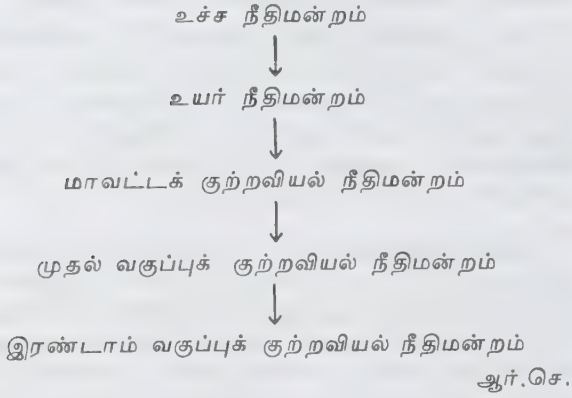 உச்ச நீதிமன்றம்
உயர் நீதிமன்றம்
மாவட்டக் குற்றவியல் நீதிமன்றம்
முதல் வகுப்புக் குற்றவியல் நீதிமன்றம்
இரண்டாம் வகுப்புக் குற்றவியல் நீதிமன்றம்
ஆர்.செ.